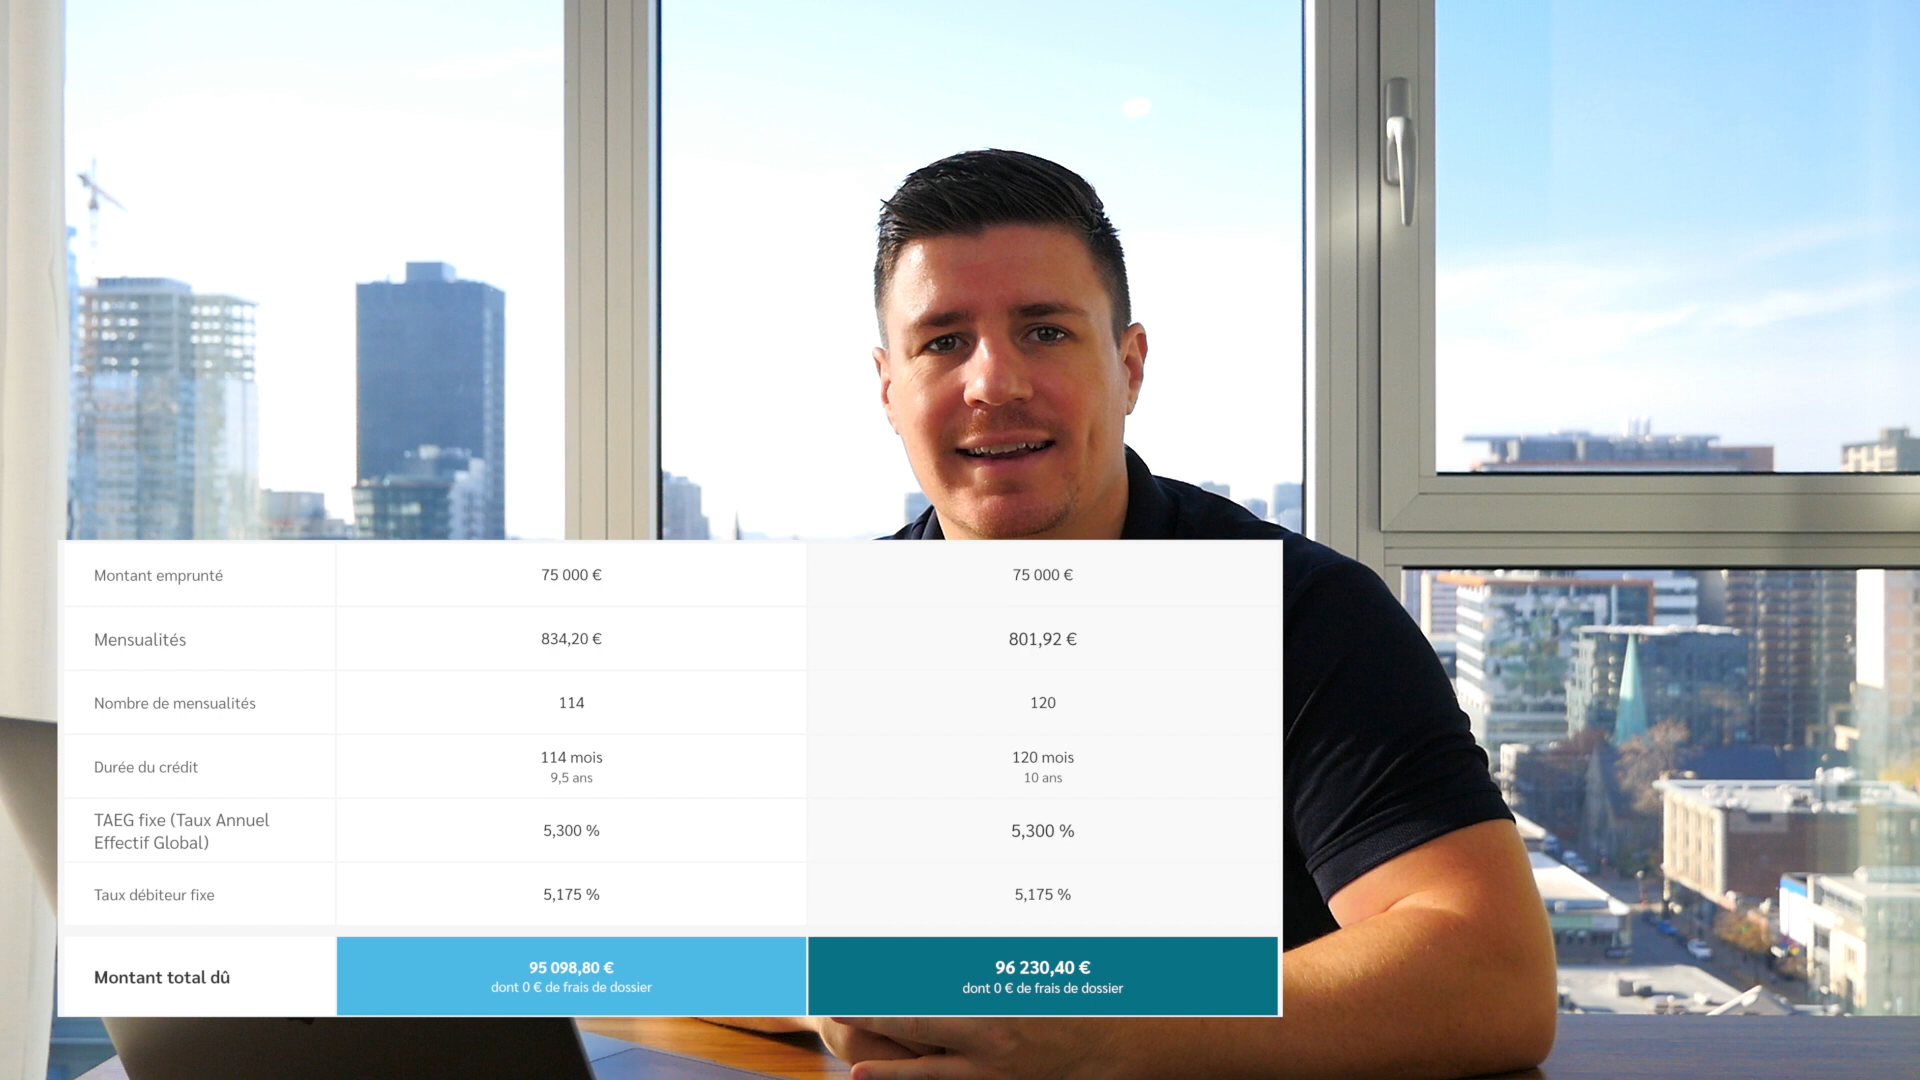 Montant emprunté 75 000 € 75 000 €
Mensualités 834,20 € 801,92 €
Nombre de mensualités 114 120
Durée du crédit 114 mois 120 mois
9,5 ans 10 ans
TAEG fixe (Taux Annuel
Effectif Global) 5,300 % 5,300 %
Taux débiteur fixe 5,175 % 5,175 %
Montant total dû 95 098,80 € 96 230,40 €
dont 0 € de frais de dossier dont 0 € de frais de dossier